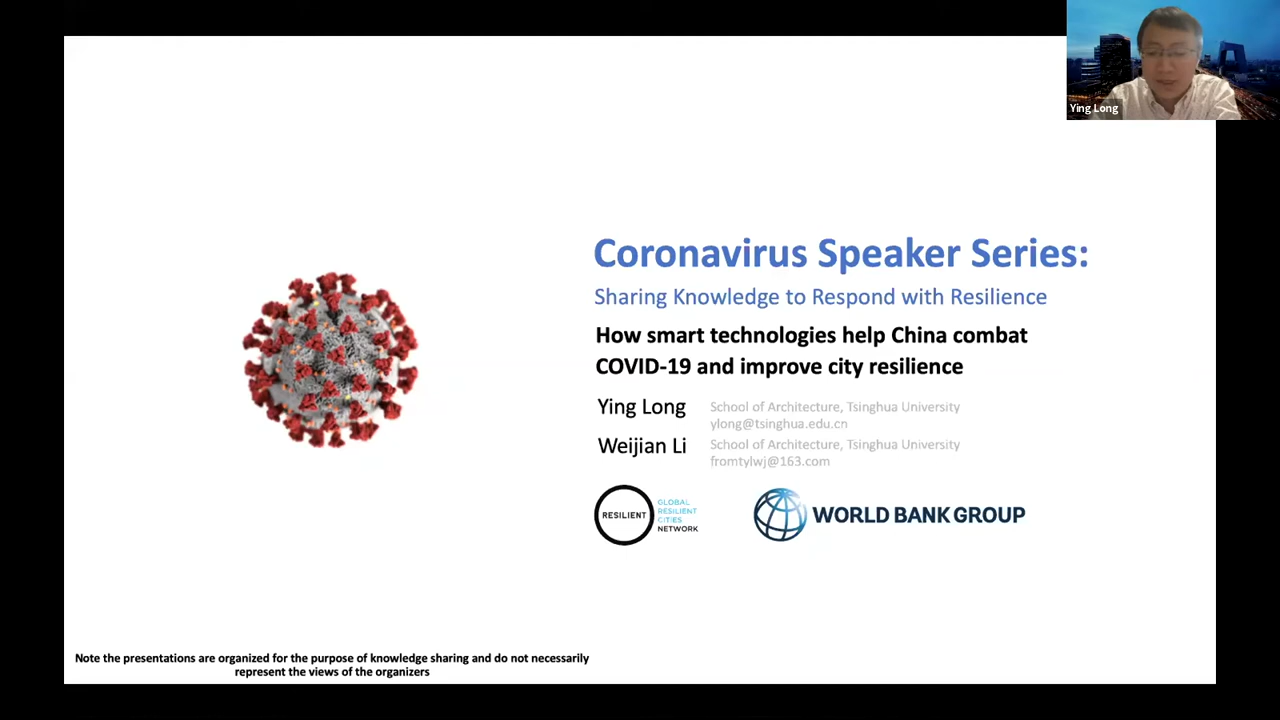 Ying Long
Coronavirus Speaker Series:
Sharing Knowledge to Respond with Resilience
How smart technologies help China combat
COVID-19 and improve city resilience
Ying Long
School of Architecture, Tsinghua University
ylong@tsinghua.edu.cn
Weijian Li
School of Architecture, Tsinghua University
fromtylwj@163.com
RESILIENT
GLOBAL
RESILIENT
CITIES
NETWORK
WORLD BANK GROUP
Note the presentations are organized for the purpose of knowledge sharing and do not necessarily
represent the views of the organizers